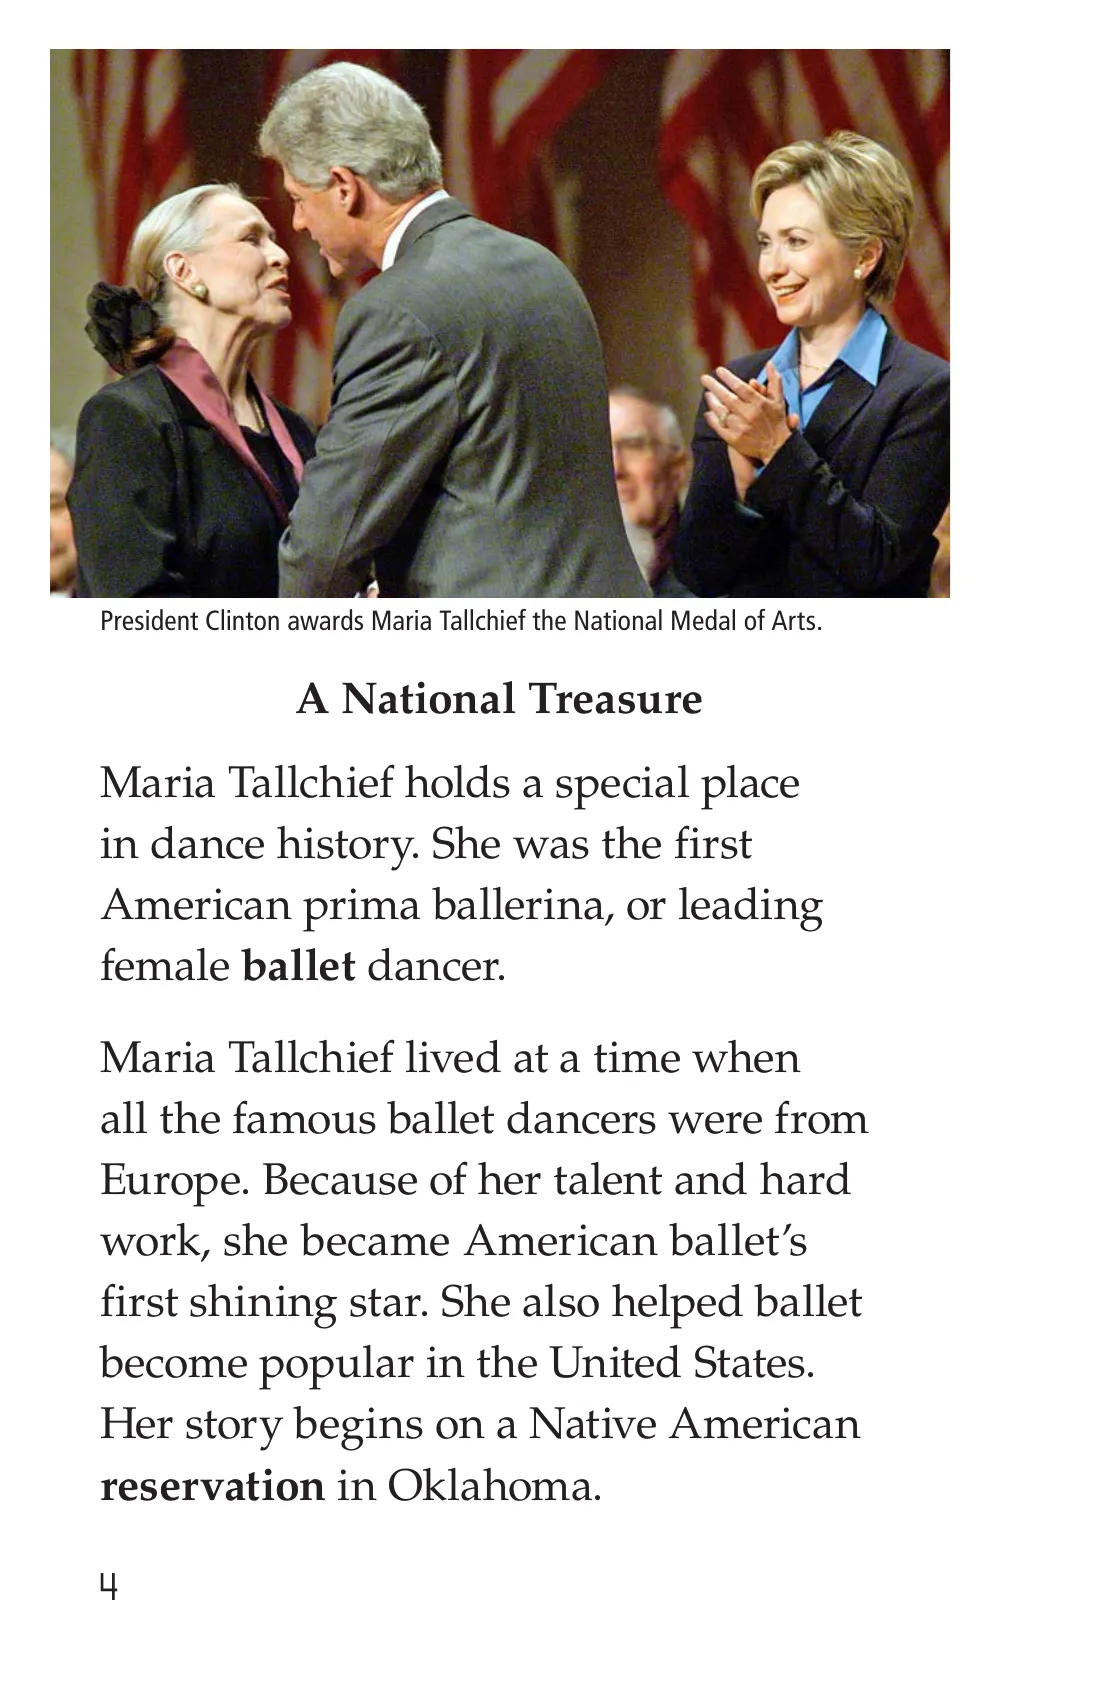 President Clinton awards Maria Tallchief the National Medal of Arts.
A National Treasure
Maria Tallchief holds a special place
in dance history. She was the first
American prima ballerina, or leading
female ballet dancer.
Maria Tallchief lived at a time when
all the famous ballet dancers were from
Europe. Because of her talent and hard
work, she became American ballet’s
first shining star. She also helped ballet
become popular in the United States.
Her story begins on a Native American
reservation in Oklahoma.
4